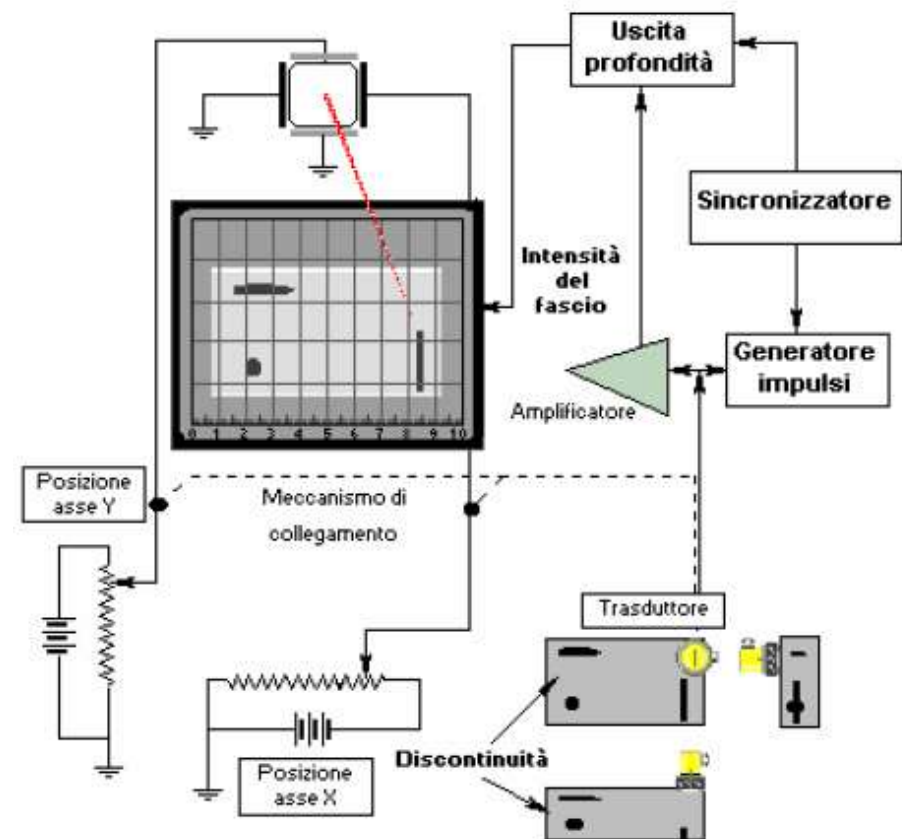 Uscita
profondità
Sincronizzatore
Intensità
del
fascio
Generatore
impulsi
Amplificatore
0 1 2 3 4 5 6 7 8 9 10
Posizione
asse Y
Meccanismo di
collegamento
Trasduttore
Discontinuità
Posizione
asse X